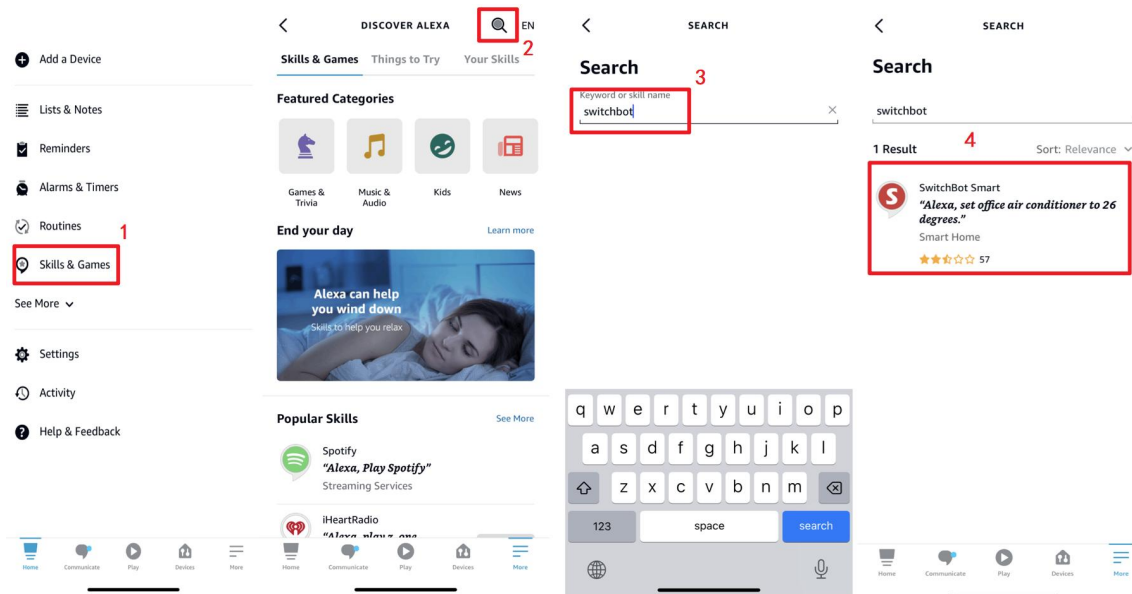 Add a Device
Lists & Notes
Reminders
Alarms & Timers
Routines
1
Skills & Games
See More
Settings
Activity
Help & Feedback
Home
Communicate
Play
Devices
More
DISCOVER ALEXA
EN
2
Skills & Games
Things to Try
Your Skills
Featured Categories
Games &
Trivia
Music &
Audio
Kids
News
End your day
Learn more
Alexa can help
you wind down
Skills to help you relax
Popular Skills
See More
Spotify
“Alexa, Play Spotify”
Streaming Services
iHeartRadio
“Alexa, play z. one
Home
Communicate
Play
Devices
More
SEARCH
Search
3
Keyword or skill name
switchbot
q w e r t y u i o p
a s d f g h j k l
z x c v b n m
123
space
search
SEARCH
Search
switchbot
1 Result
4
Sort: Relevance
S
SwitchBot Smart
“Alexa, set office air conditioner to 26
degrees.”
Smart Home
57
Home
Communicate
Play
Devices
More